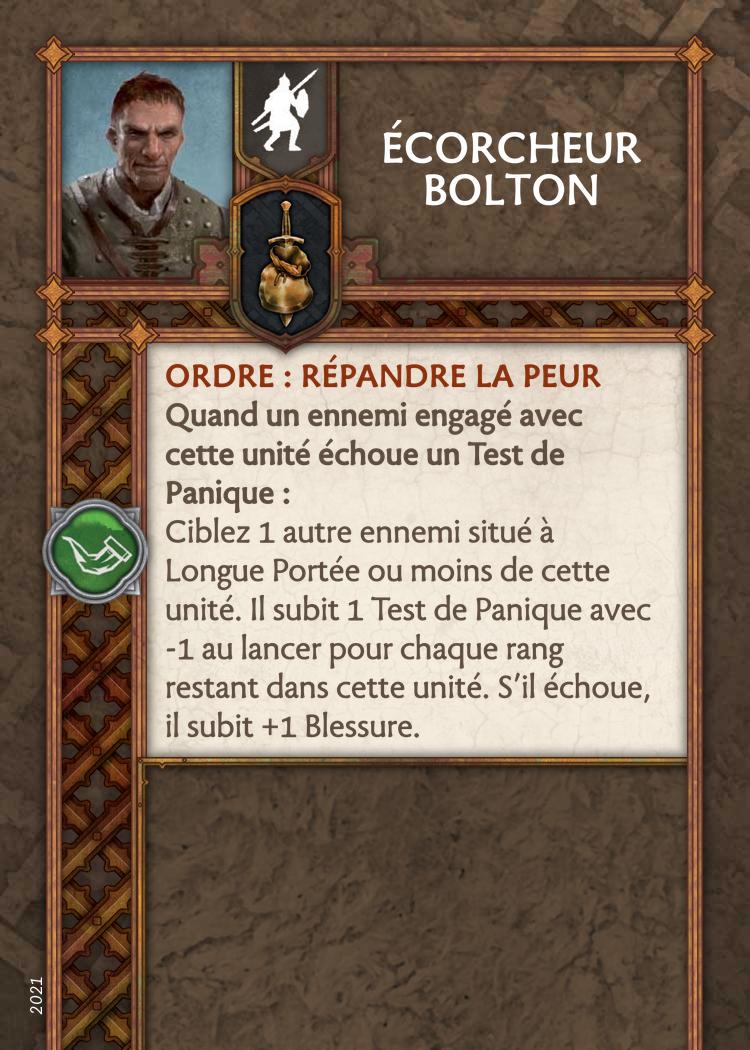 ÉCORCHEUR
BOLTON
ORDRE : RÉPANDRE LA PEUR
Quand un ennemi engagé avec
cette unité échoue un Test de
Panique :
Ciblez 1 autre ennemi situé à
Longue Portée ou moins de cette
unité. Il subit 1 Test de Panique avec
-1 au lancer pour chaque rang
restant dans cette unité. S'il échoue,
il subit +1 Blessure.
2021